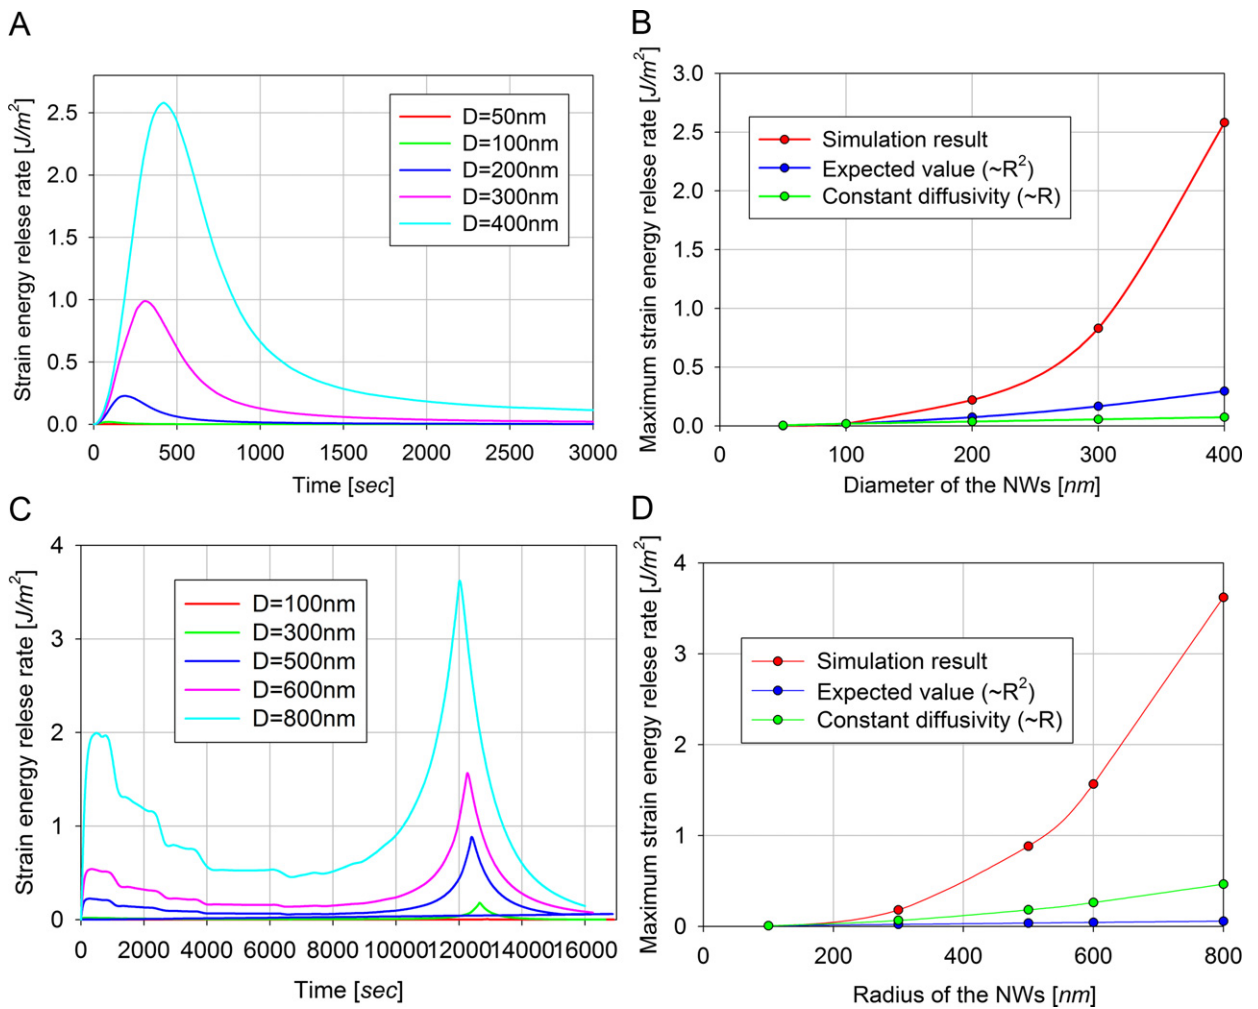 A
Strain energy relese rate [J/m²]
2.5
2.0
1.5
1.0
0.5
0.0
D=50nm
D=100nm
D=200nm
D=300nm
D=400nm
0 500 1000 1500 2000 2500 3000
Time [sec]
B
Maximum strain energy relese rate [J/m²]
3.0
2.5
2.0
1.5
1.0
0.5
0.0
Simulation result
Expected value (~R²)
Constant diffusivity (~R)
0 100 200 300 400
Diameter of the NWs [nm]
C
Strain energy relese rate [J/m²]
4
3
2
1
0
D=100nm
D=300nm
D=500nm
D=600nm
D=800nm
0 2000 4000 6000 8000 10000 12000 14000 16000
Time [sec]
D
Maximum strain energy relese rate [J/m²]
4
3
2
1
0
Simulation result
Expected value (~R²)
Constant diffusivity (~R)
0 200 400 600 800
Radius of the NWs [nm]